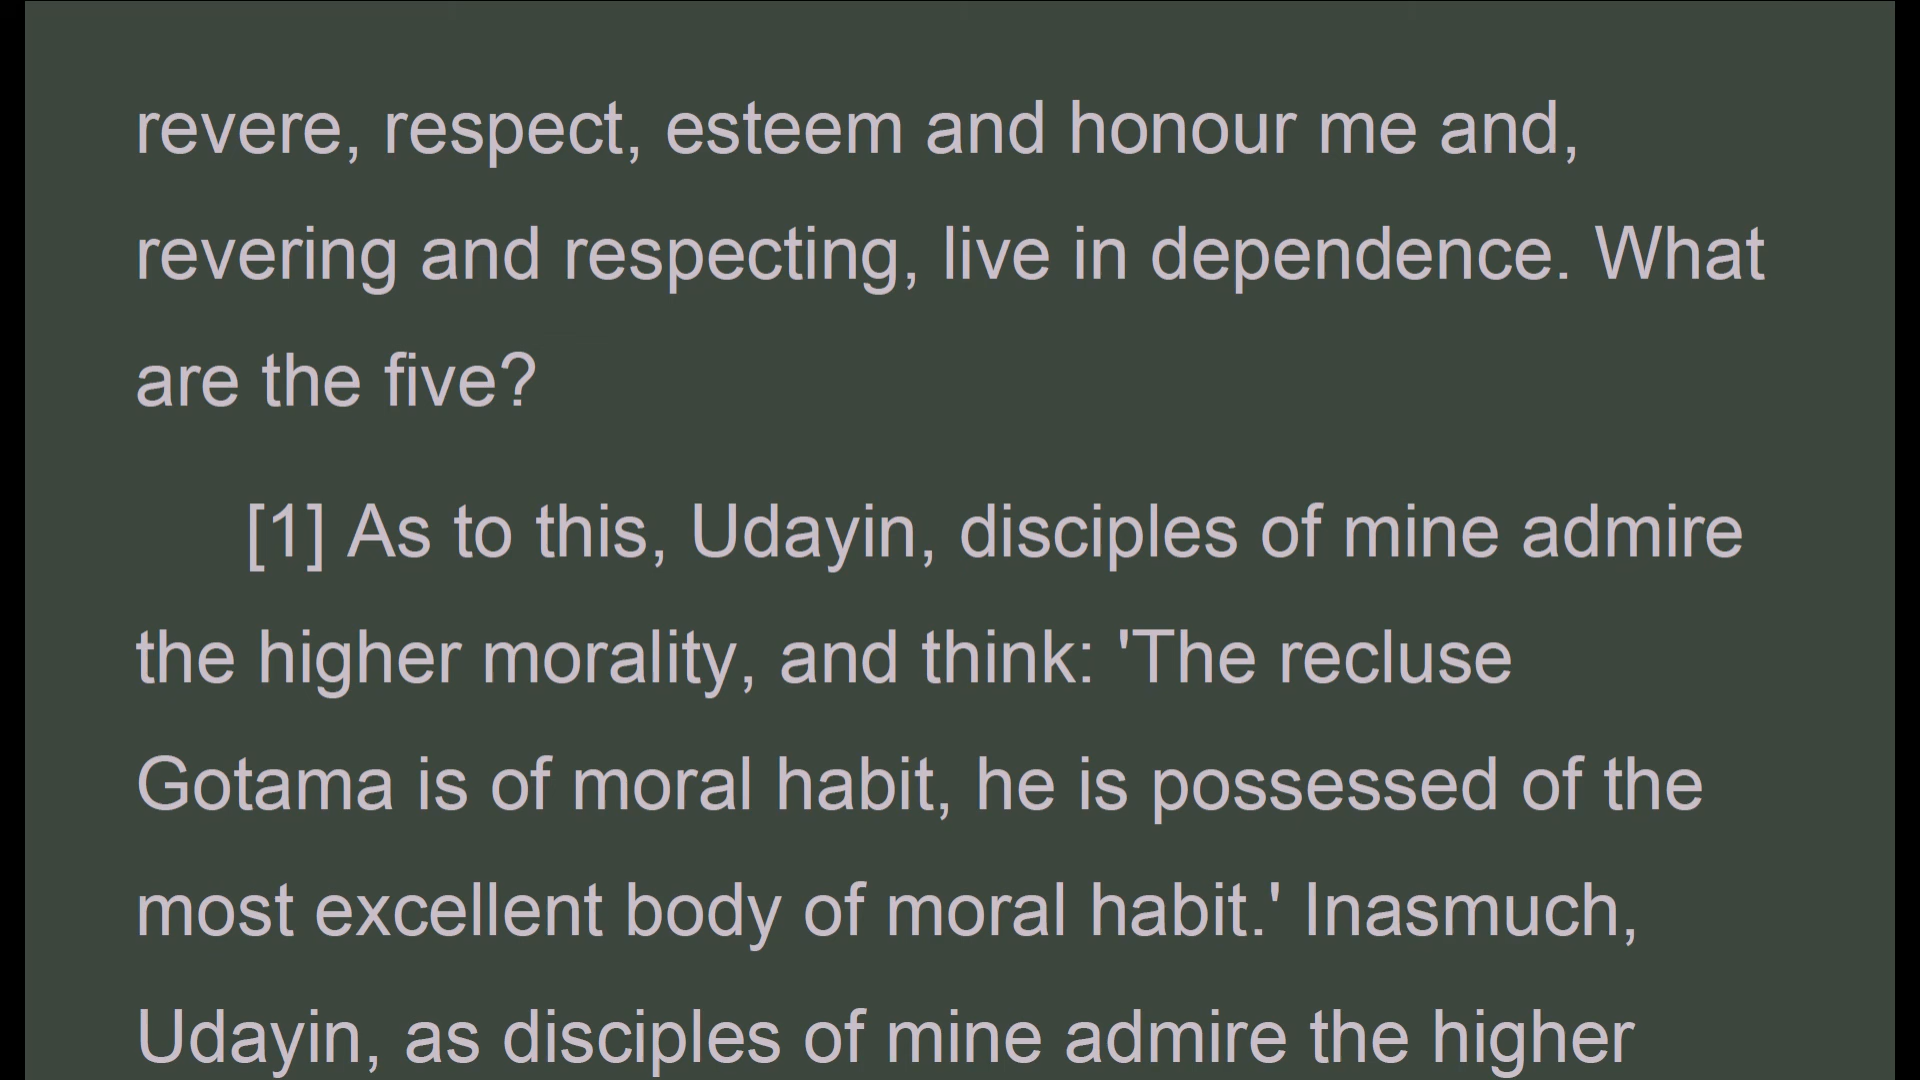 revere, respect, esteem and honour me and,
revering and respecting, live in dependence. What
are the five?
[1] As to this, Udayin, disciples of mine admire
the higher morality, and think: 'The recluse
Gotama is of moral habit, he is possessed of the
most excellent body of moral habit.' Inasmuch,
Udayin, as disciples of mine admire the higher